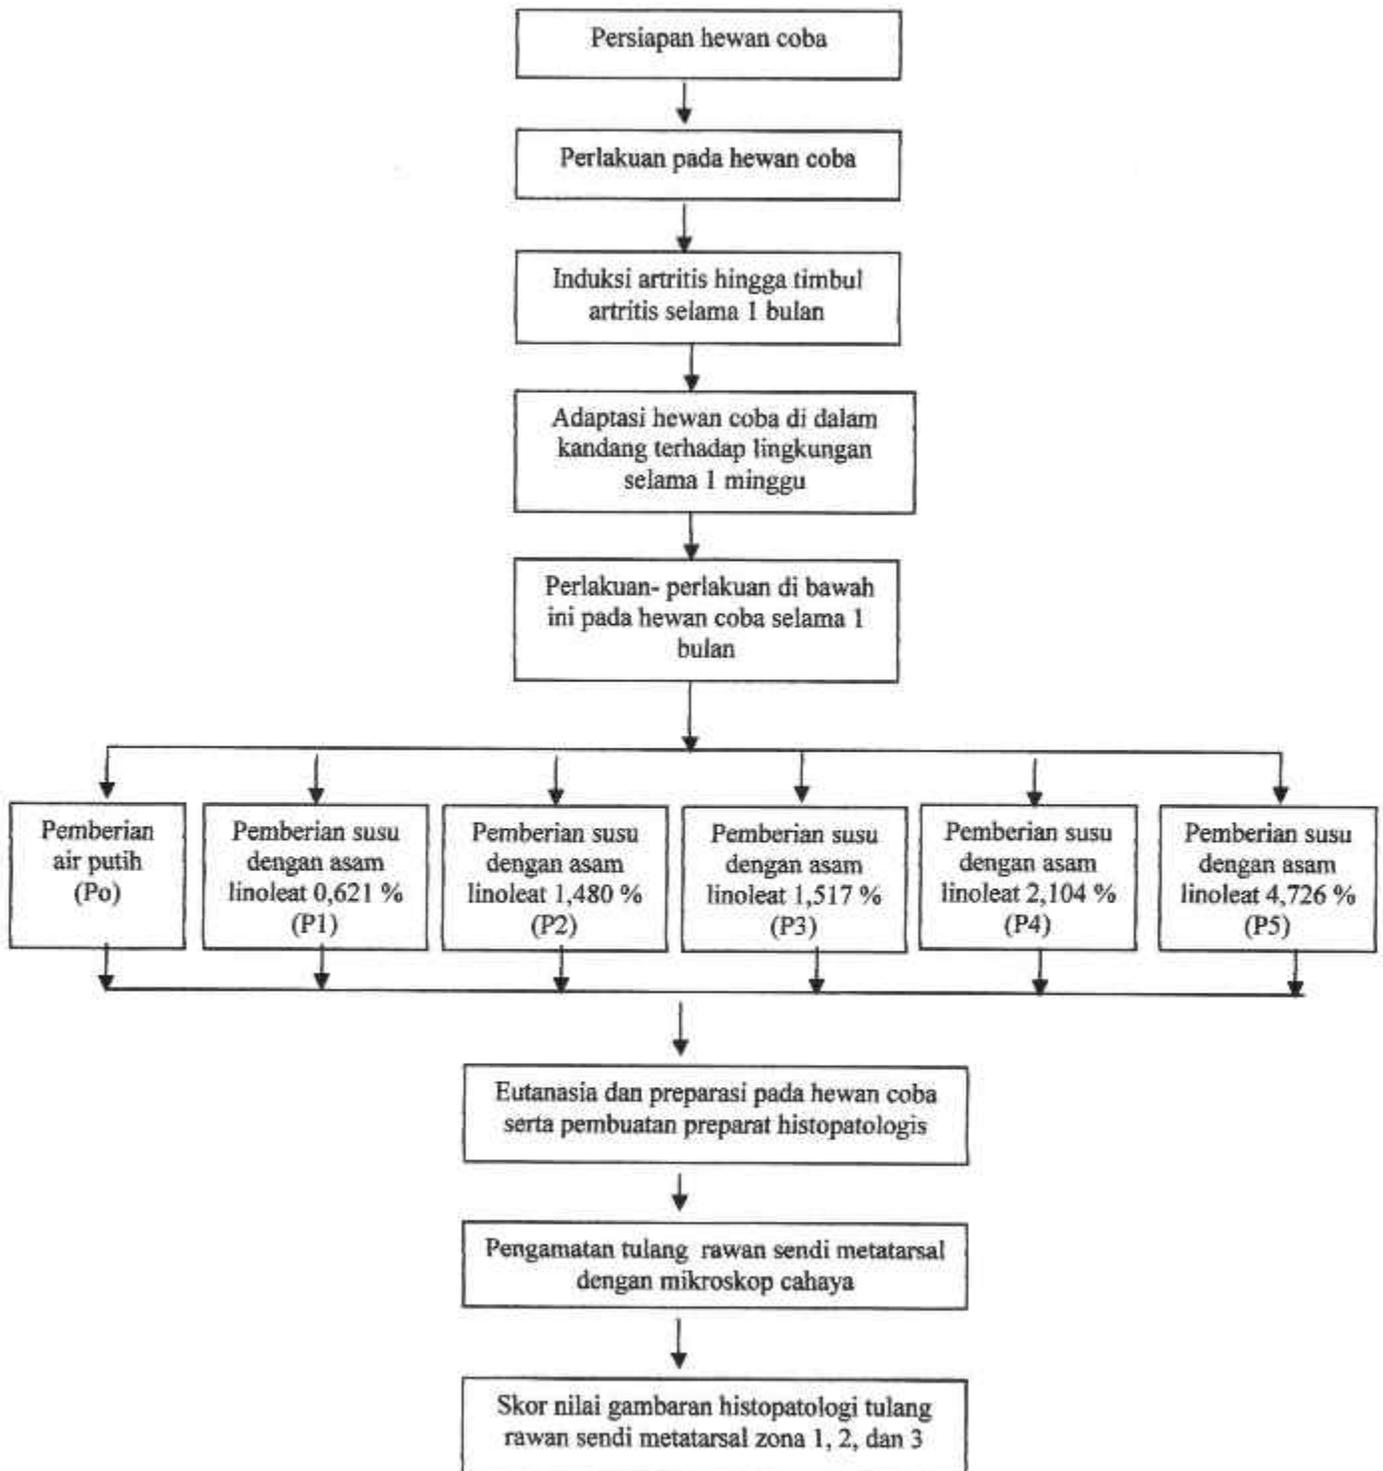 Persiapan hewan coba
Perlakuan pada hewan coba
Induksi artritis hingga timbul
artritis selama 1 bulan
Adaptasi hewan coba di dalam
kandang terhadap lingkungan
selama 1 minggu
Perlakuan- perlakuan di bawah
ini pada hewan coba selama 1
bulan
Pemberian
air putih
(Po)
Pemberian susu
dengan asam
linoleat 0,621 %
(P1)
Pemberian susu
dengan asam
linoleat 1,480 %
(P2)
Pemberian susu
dengan asam
linoleat 1,517 %
(P3)
Pemberian susu
dengan asam
linoleat 2,104 %
(P4)
Pemberian susu
dengan asam
linoleat 4,726 %
(P5)
Eutanasia dan preparasi pada hewan coba
serta pembuatan preparat histopatologis
Pengamatan tulang rawan sendi metatarsal
dengan mikroskop cahaya
Skor nilai gambaran histopatologi tulang
rawan sendi metatarsal zona 1, 2, dan 3